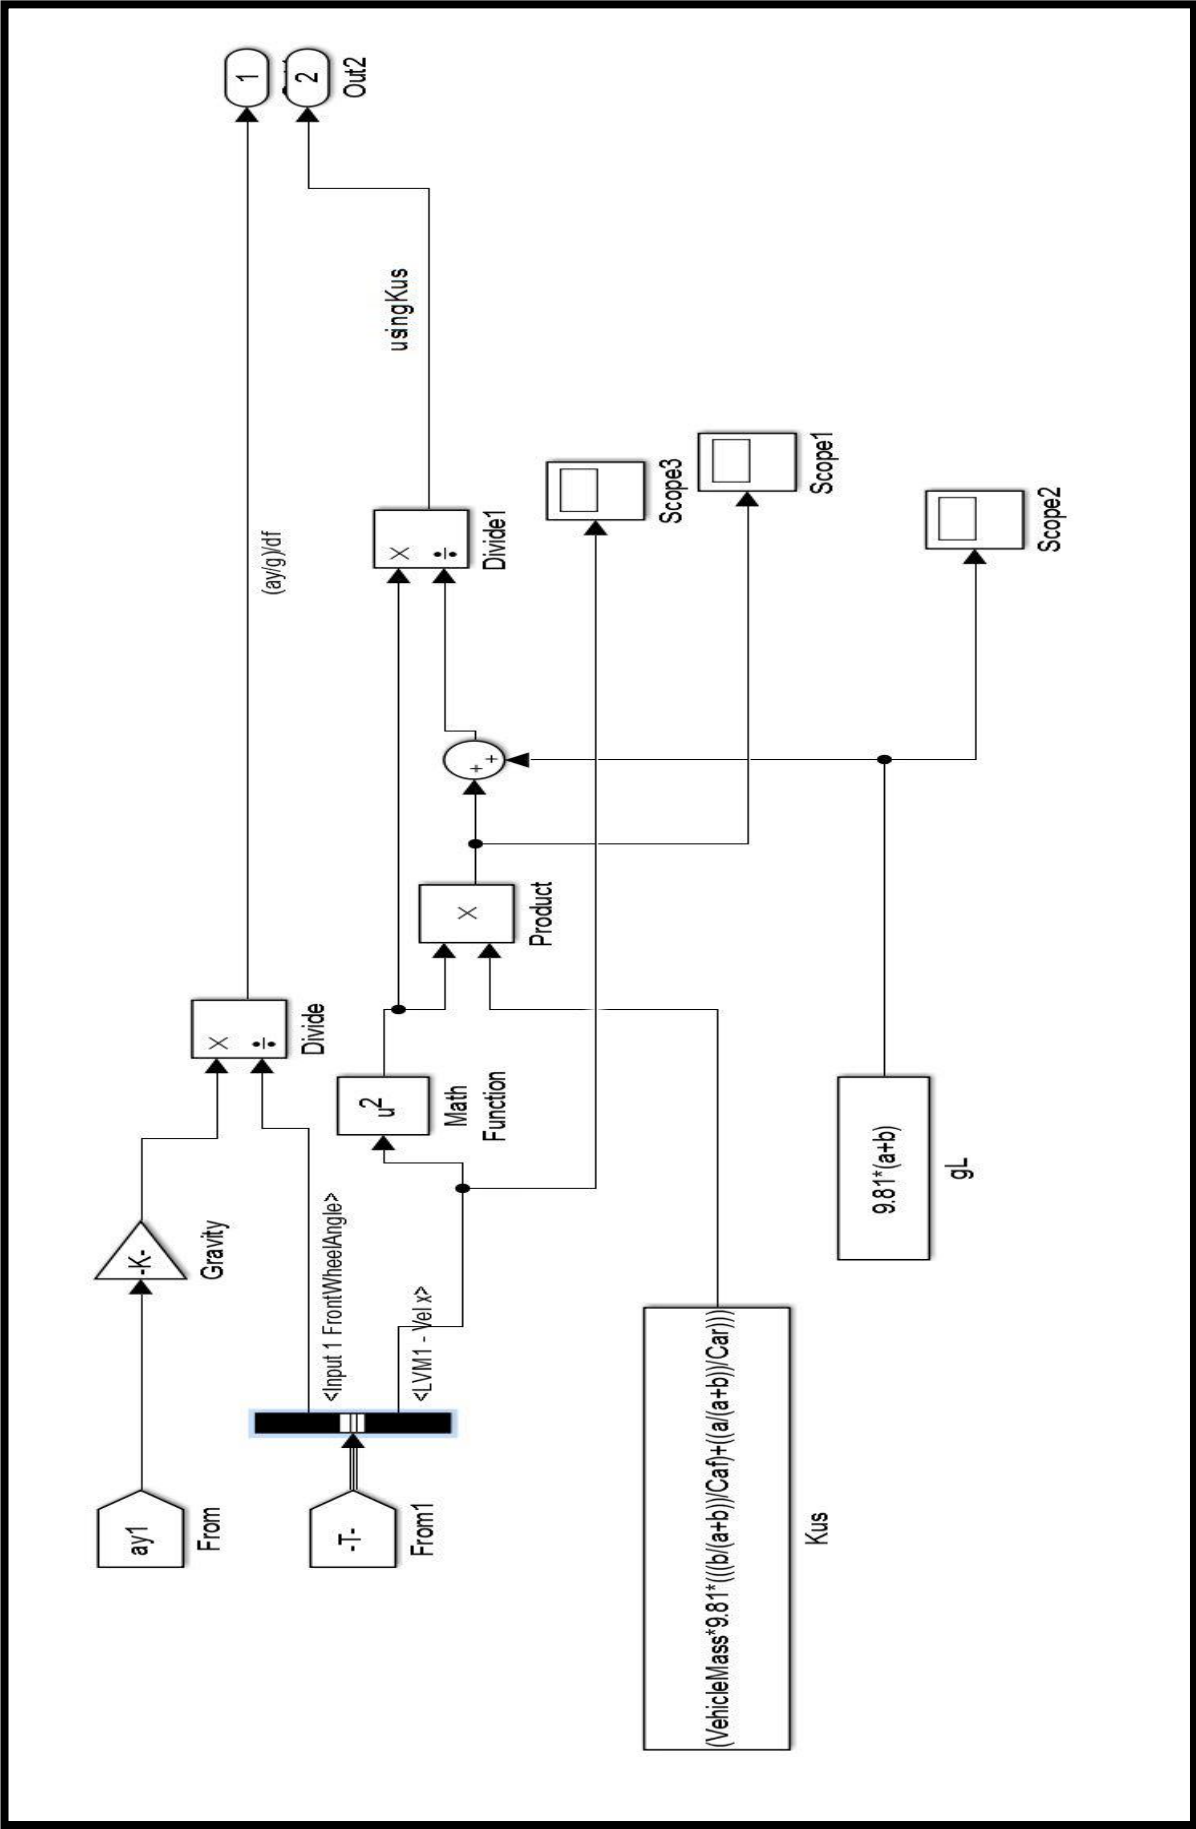 ay1
From
-K-
Gravity
×
÷
Divide
(ay/g)/df
1
-T-
From1
<Input 1 FrontWheelAngle>
<LVM1 - Vel x>
u2
Math
Function
×
Product
+
+
×
÷
Divide1
usingKus
2
Out2
Scope3
Scope1
Scope2
(VehicleMass*9.81*(((b/(a+b))/Caf)+((a/(a+b))/Car)))
Kus
9.81*(a+b)
gL